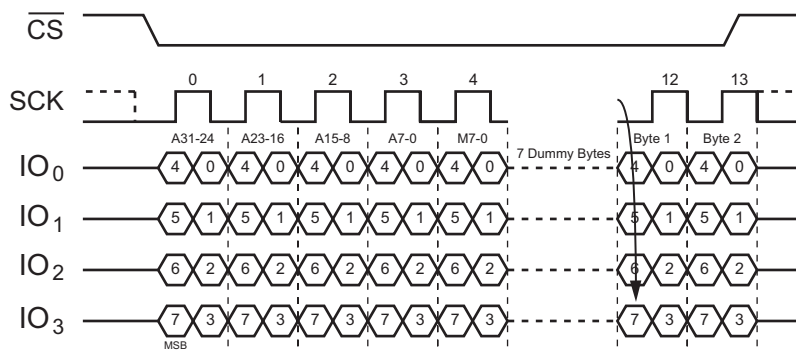 CS
0 1 2 3 4 12 13
SCK
A31-24 A23-16 A15-8 A7-0 M7-0 7 Dummy Bytes Byte 1 Byte 2
IO0 4 0 4 0 4 0 4 0 4 0 4 0 4 0
IO1 5 1 5 1 5 1 5 1 5 1 5 1 5 1
IO2 6 2 6 2 6 2 6 2 6 2 6 2 6 2
IO3 7 3 7 3 7 3 7 3 7 3 7 3 7 3
MSB